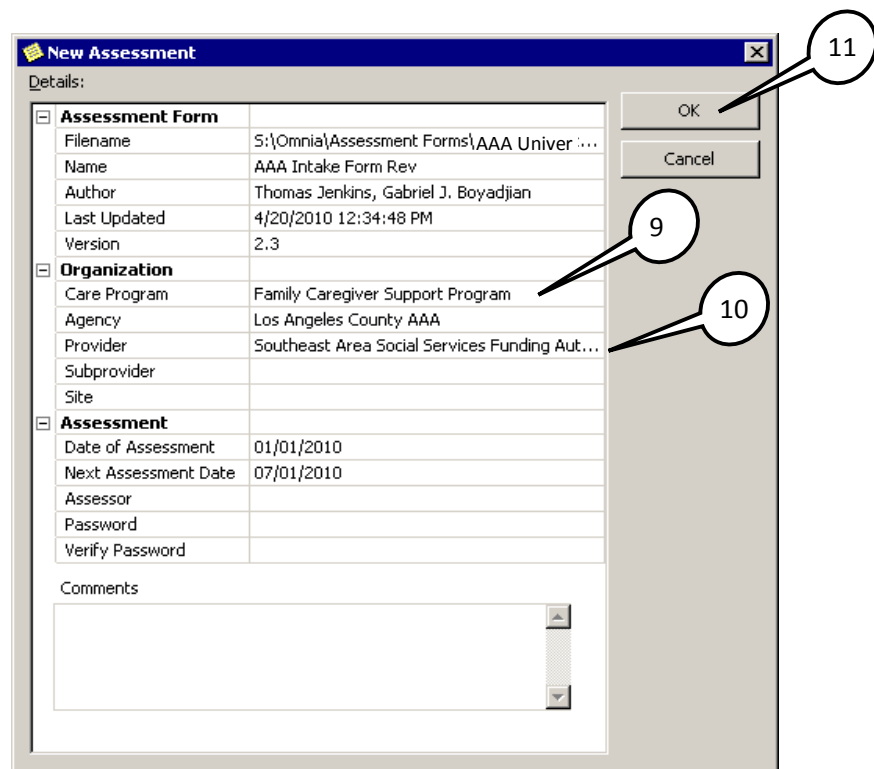 New Assessment
11
Details:
OK
Cancel
Assessment Form
Filename S:\Omnia\Assessment Forms\AAA Univer ...
Name AAA Intake Form Rev
Author Thomas Jenkins, Gabriel J. Boyadjian
Last Updated 4/20/2010 12:34:48 PM
Version 2.3
9
Organization
Care Program Family Caregiver Support Program
Agency Los Angeles County AAA
10
Provider Southeast Area Social Services Funding Aut...
Subprovider
Site
Assessment
Date of Assessment 01/01/2010
Next Assessment Date 07/01/2010
Assessor
Password
Verify Password
Comments